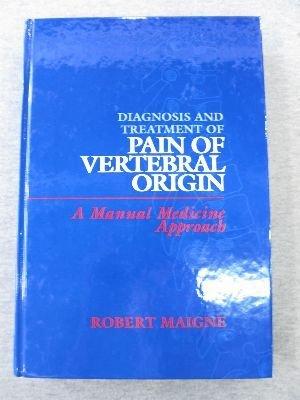 DIAGNOSIS AND
TREATMENT OF
PAIN OF
VERTEBRAL
ORIGIN
A Manual Medicine
Approach
ROBERT MAIGNE